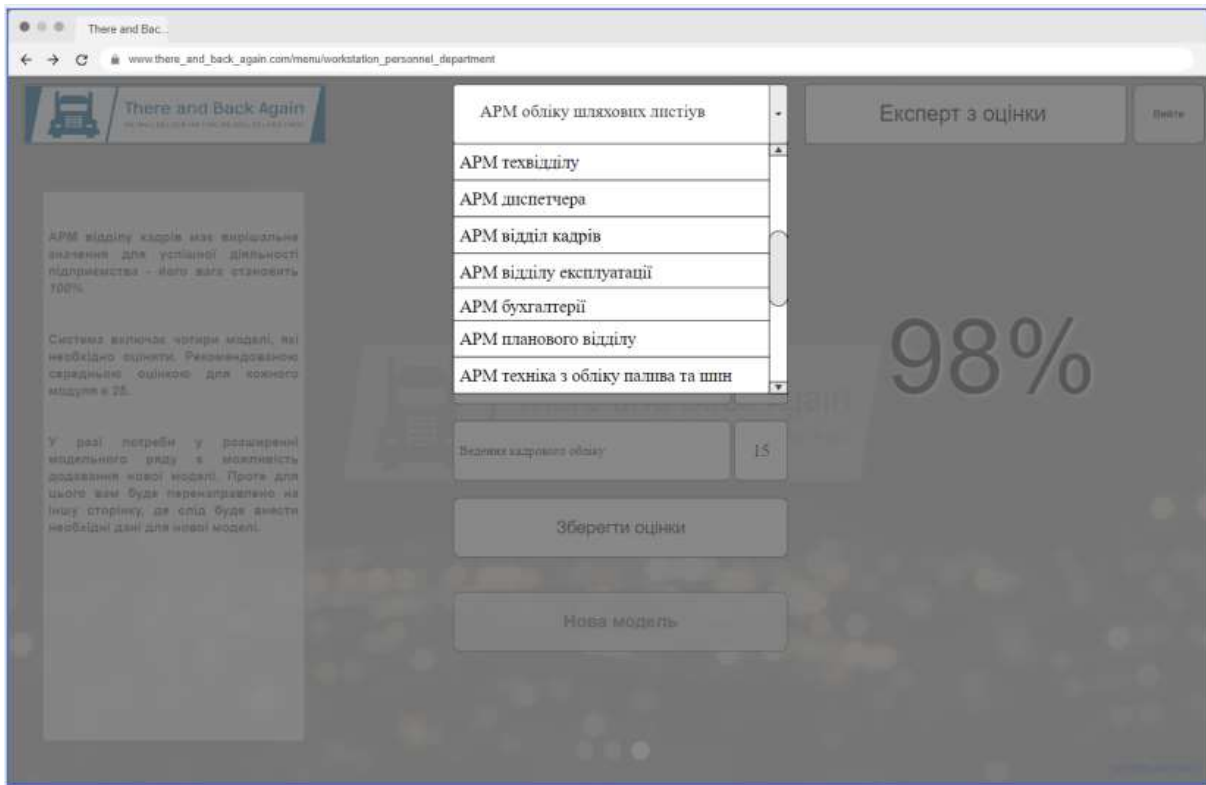 There and Bac...
www.there_and_back_again.com/menu/workstation_personnel_department
There and Back Again
АРМ обліку шляхових листіув
Експерт з оцінки
Вийти
АРМ техвідділу
АРМ диспетчера
АРМ відділ кадрів
АРМ відділу експлуатації
АРМ бухгалтерії
АРМ планового відділу
АРМ техніка з обліку палива та шин
АРМ відділу кадрів має вирішальне
значення для успішної діяльності
підприємства - його вага становить
100%.
Система включає чотири моделі, які
необхідно оцінити. Рекомендованою
середньою оцінкою для кожного
модуля є 25.
У разі потреби у розширенні
модельного ряду є можливість
додавання нової моделі. Проте для
цього вам буде перенаправлено на
іншу сторінку, де слід буде внести
необхідні дані для нової моделі.
98%
Ведення кадрового обліку
15
Зберегти оцінки
Нова модель